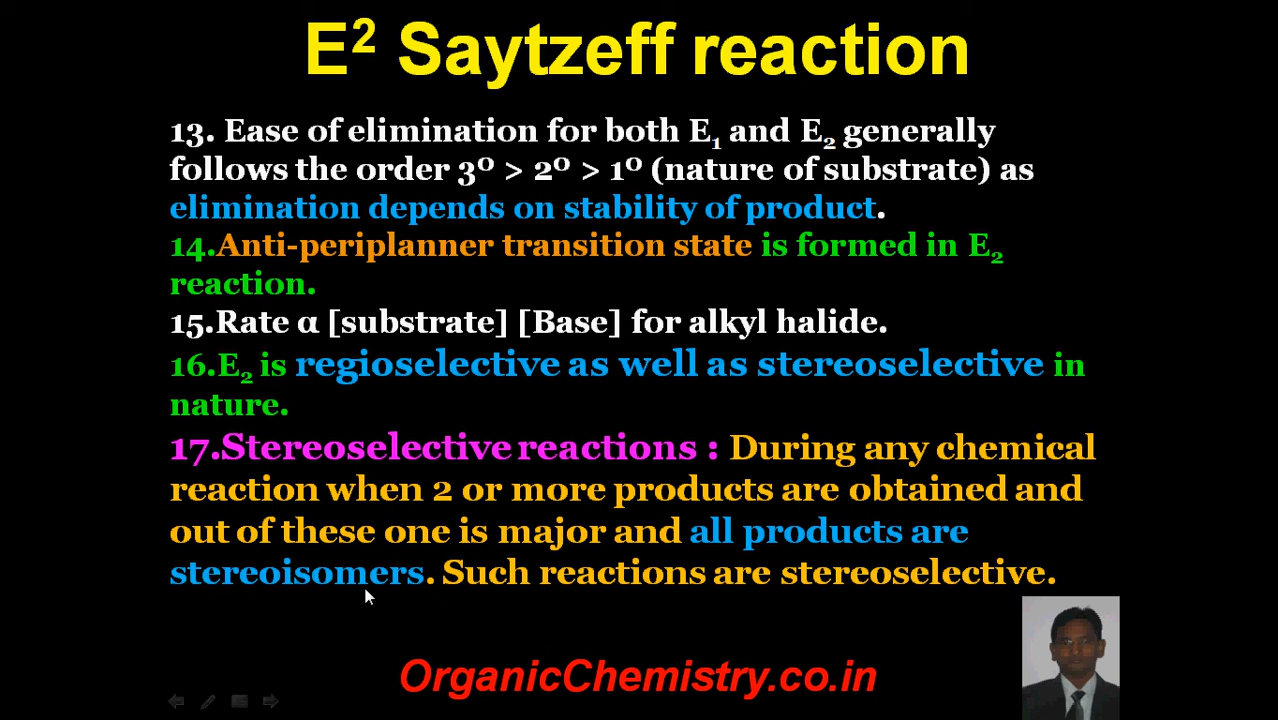 E² Saytzeff reaction
13. Ease of elimination for both E₁ and E₂ generally
follows the order 3º > 2º > 1º (nature of substrate) as
elimination depends on stability of product.
14.Anti-periplanner transition state is formed in E₂
reaction.
15.Rate α [substrate] [Base] for alkyl halide.
16.E₂ is regioselective as well as stereoselective in
nature.
17.Stereoselective reactions : During any chemical
reaction when 2 or more products are obtained and
out of these one is major and all products are
stereoisomers. Such reactions are stereoselective.
OrganicChemistry.co.in